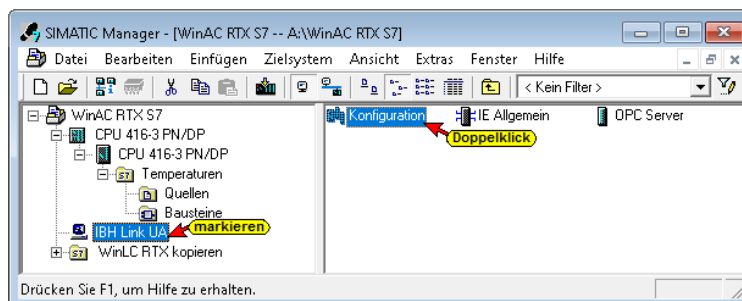 SIMATIC Manager - [WinAC RTX S7 -- A:\WinAC RTX S7]
Datei Bearbeiten Einfügen Zielsystem Ansicht Extras Fenster Hilfe
< Kein Filter >
WinAC RTX S7
CPU 416-3 PN/DP
CPU 416-3 PN/DP
Temperaturen
Quellen
Bausteine
IBH Link UA markieren
WinLC RTX kopieren
Konfiguration IE Allgemein OPC Server
Doppelklick
Drücken Sie F1, um Hilfe zu erhalten.